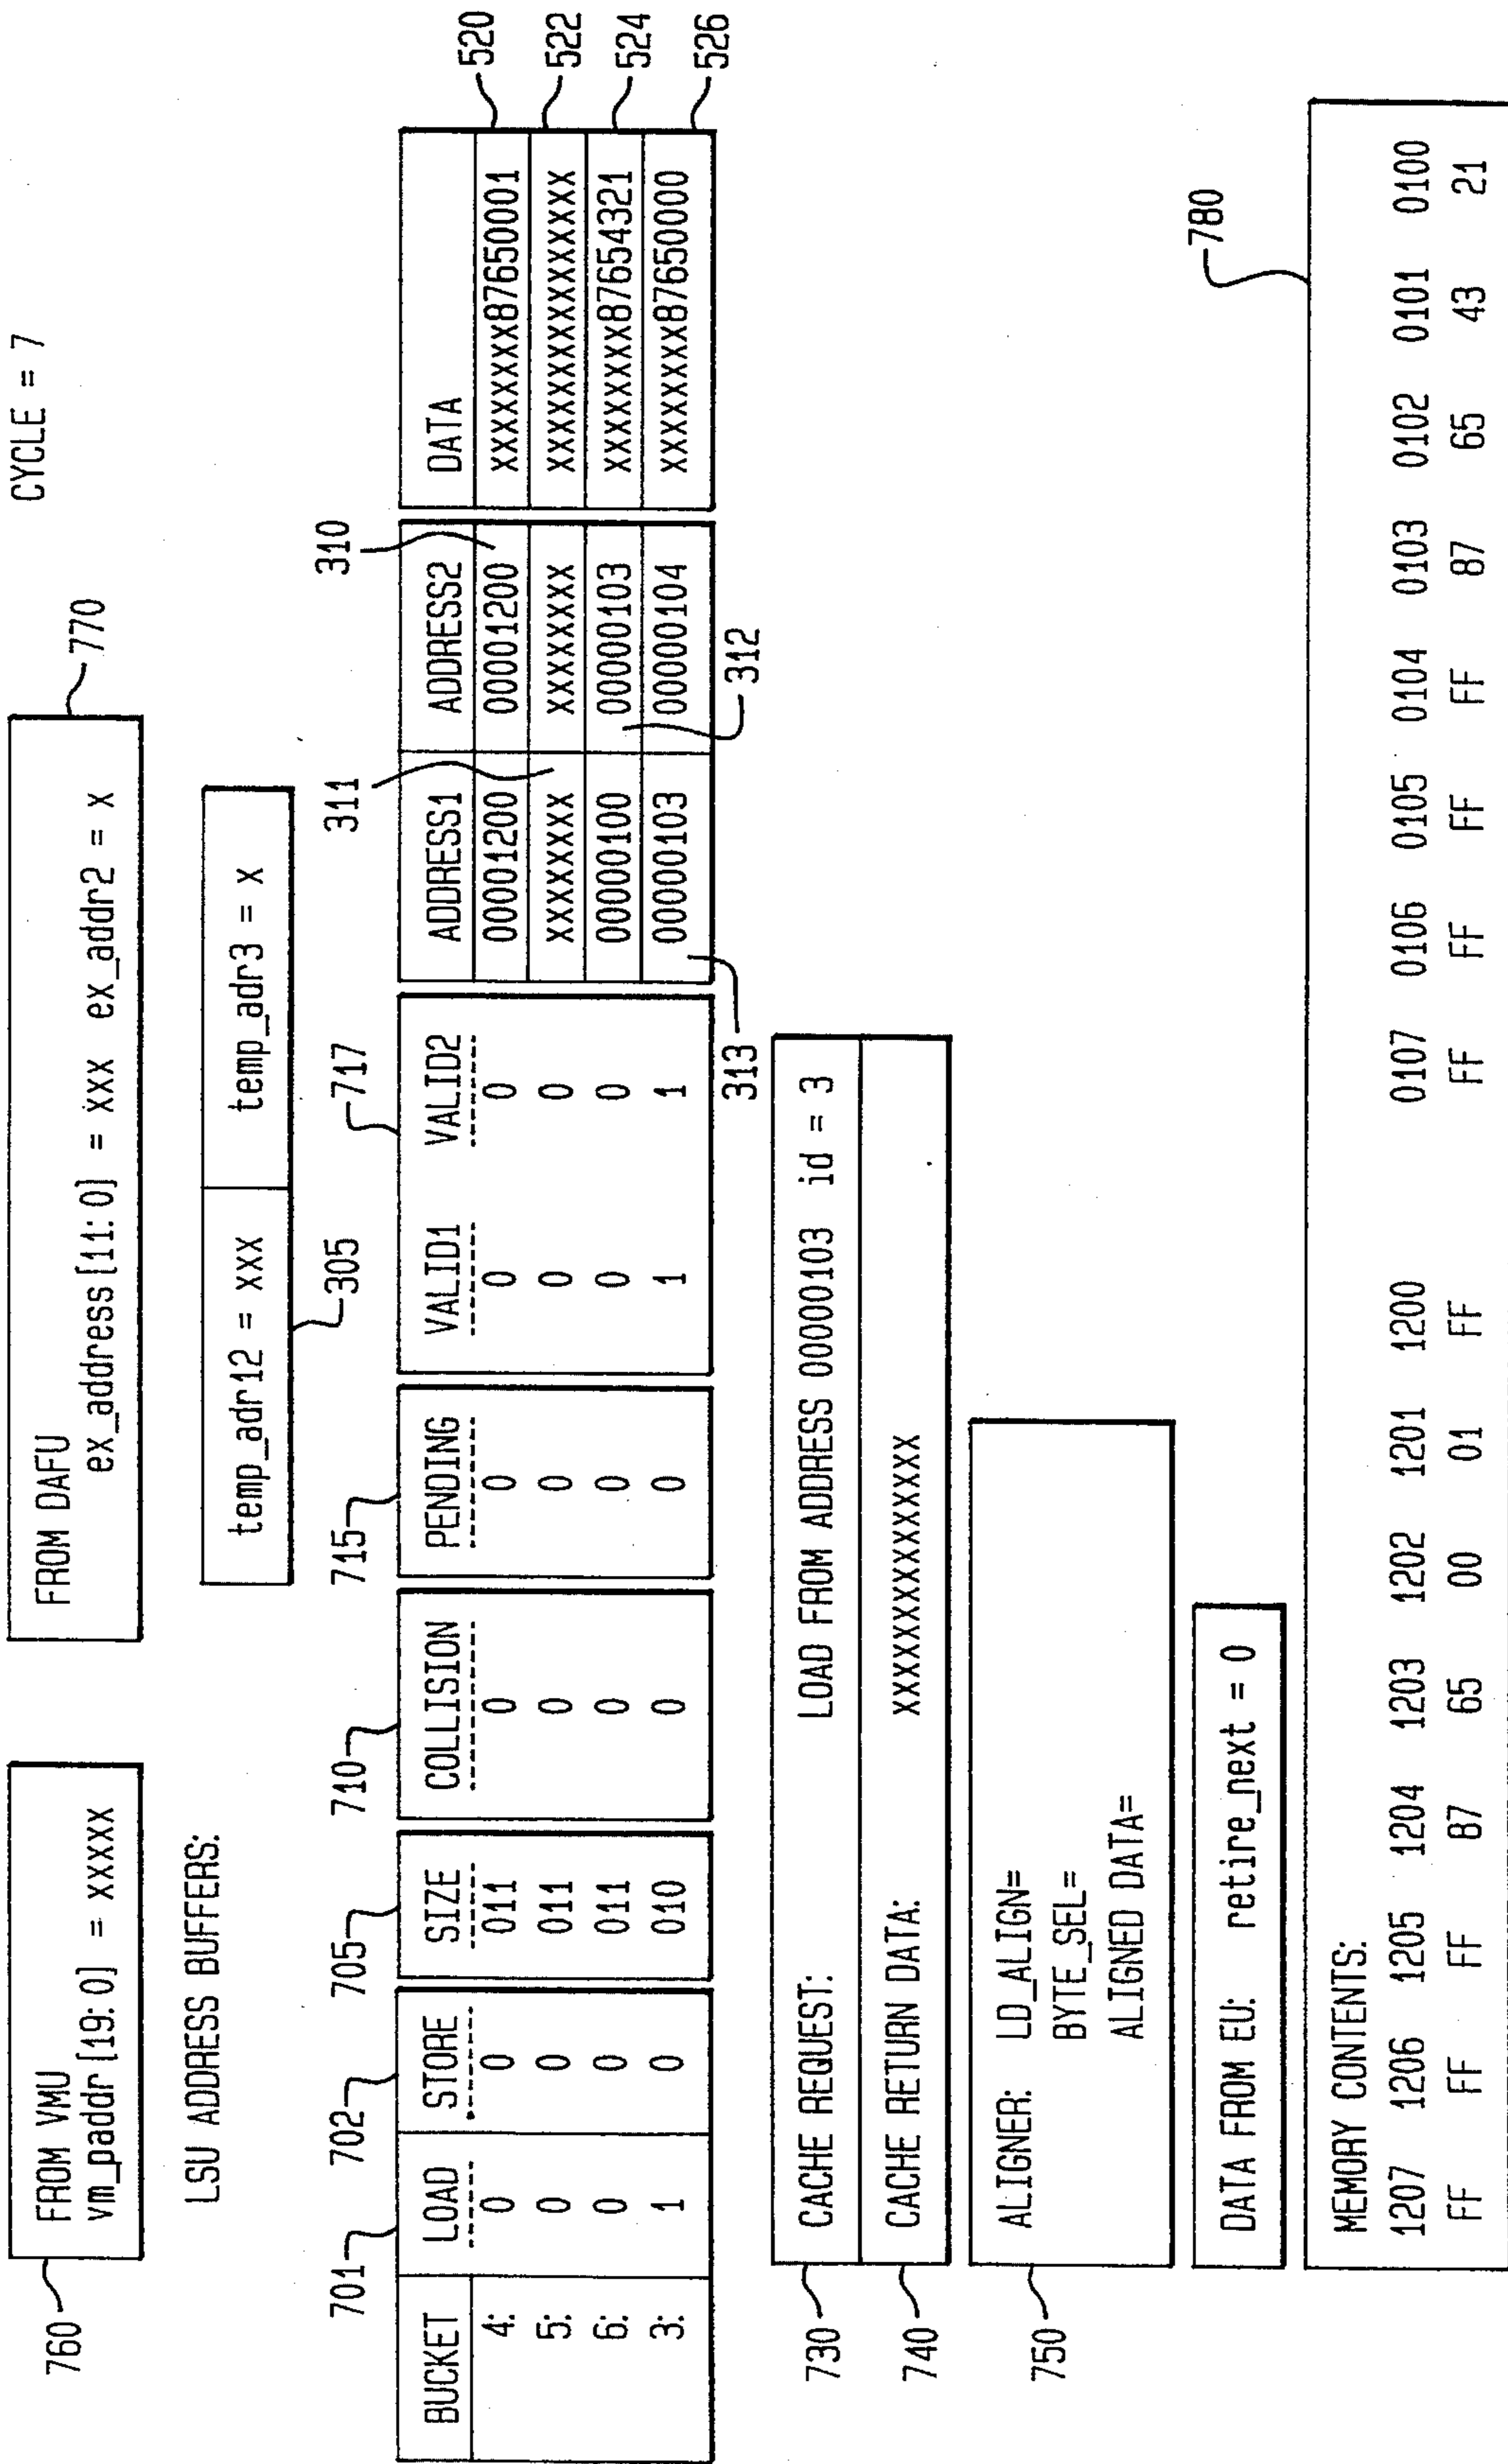 CYCLE = 7
760
FROM VMU
vm_paddr[19:0] = XXXX
FROM DAFU
ex_address[11:0] = XXX ex_addr2 = X
770
LSU ADDRESS BUFFERS:
temp_adr12 = XXX
temp_adr3 = X
305
701 702 705 710 715 717 311 310
BUCKET LOAD STORE SIZE COLLISION PENDING VALID1 VALID2 ADDRESS1 ADDRESS2 DATA
4: 0 0 011 0 0 0 0 00001200 00001200 XXXXXXX87650001 520
5: 0 0 011 0 0 0 0 XXXXXXXX XXXXXXXX XXXXXXXXXXXXXXX 522
6: 0 0 011 0 0 0 0 00000100 00000103 XXXXXXX87654321 524
3: 1 0 010 0 0 1 1 00000103 00000104 XXXXXXX87650000 526
313 312
730
CACHE REQUEST: LOAD FROM ADDRESS 00000103 id = 3
740
CACHE RETURN DATA: XXXXXXXXXXXXXXX
750
ALIGNER: LD_ALIGN=
BYTE_SEL=
ALIGNED DATA=
DATA FROM EU: retire_next = 0
780
MEMORY CONTENTS:
1207 1206 1205 1204 1203 1202 1201 1200 0107 0106 0105 0104 0103 0102 0101 0100
FF FF FF 87 65 00 01 FF FF FF FF FF 87 65 43 21